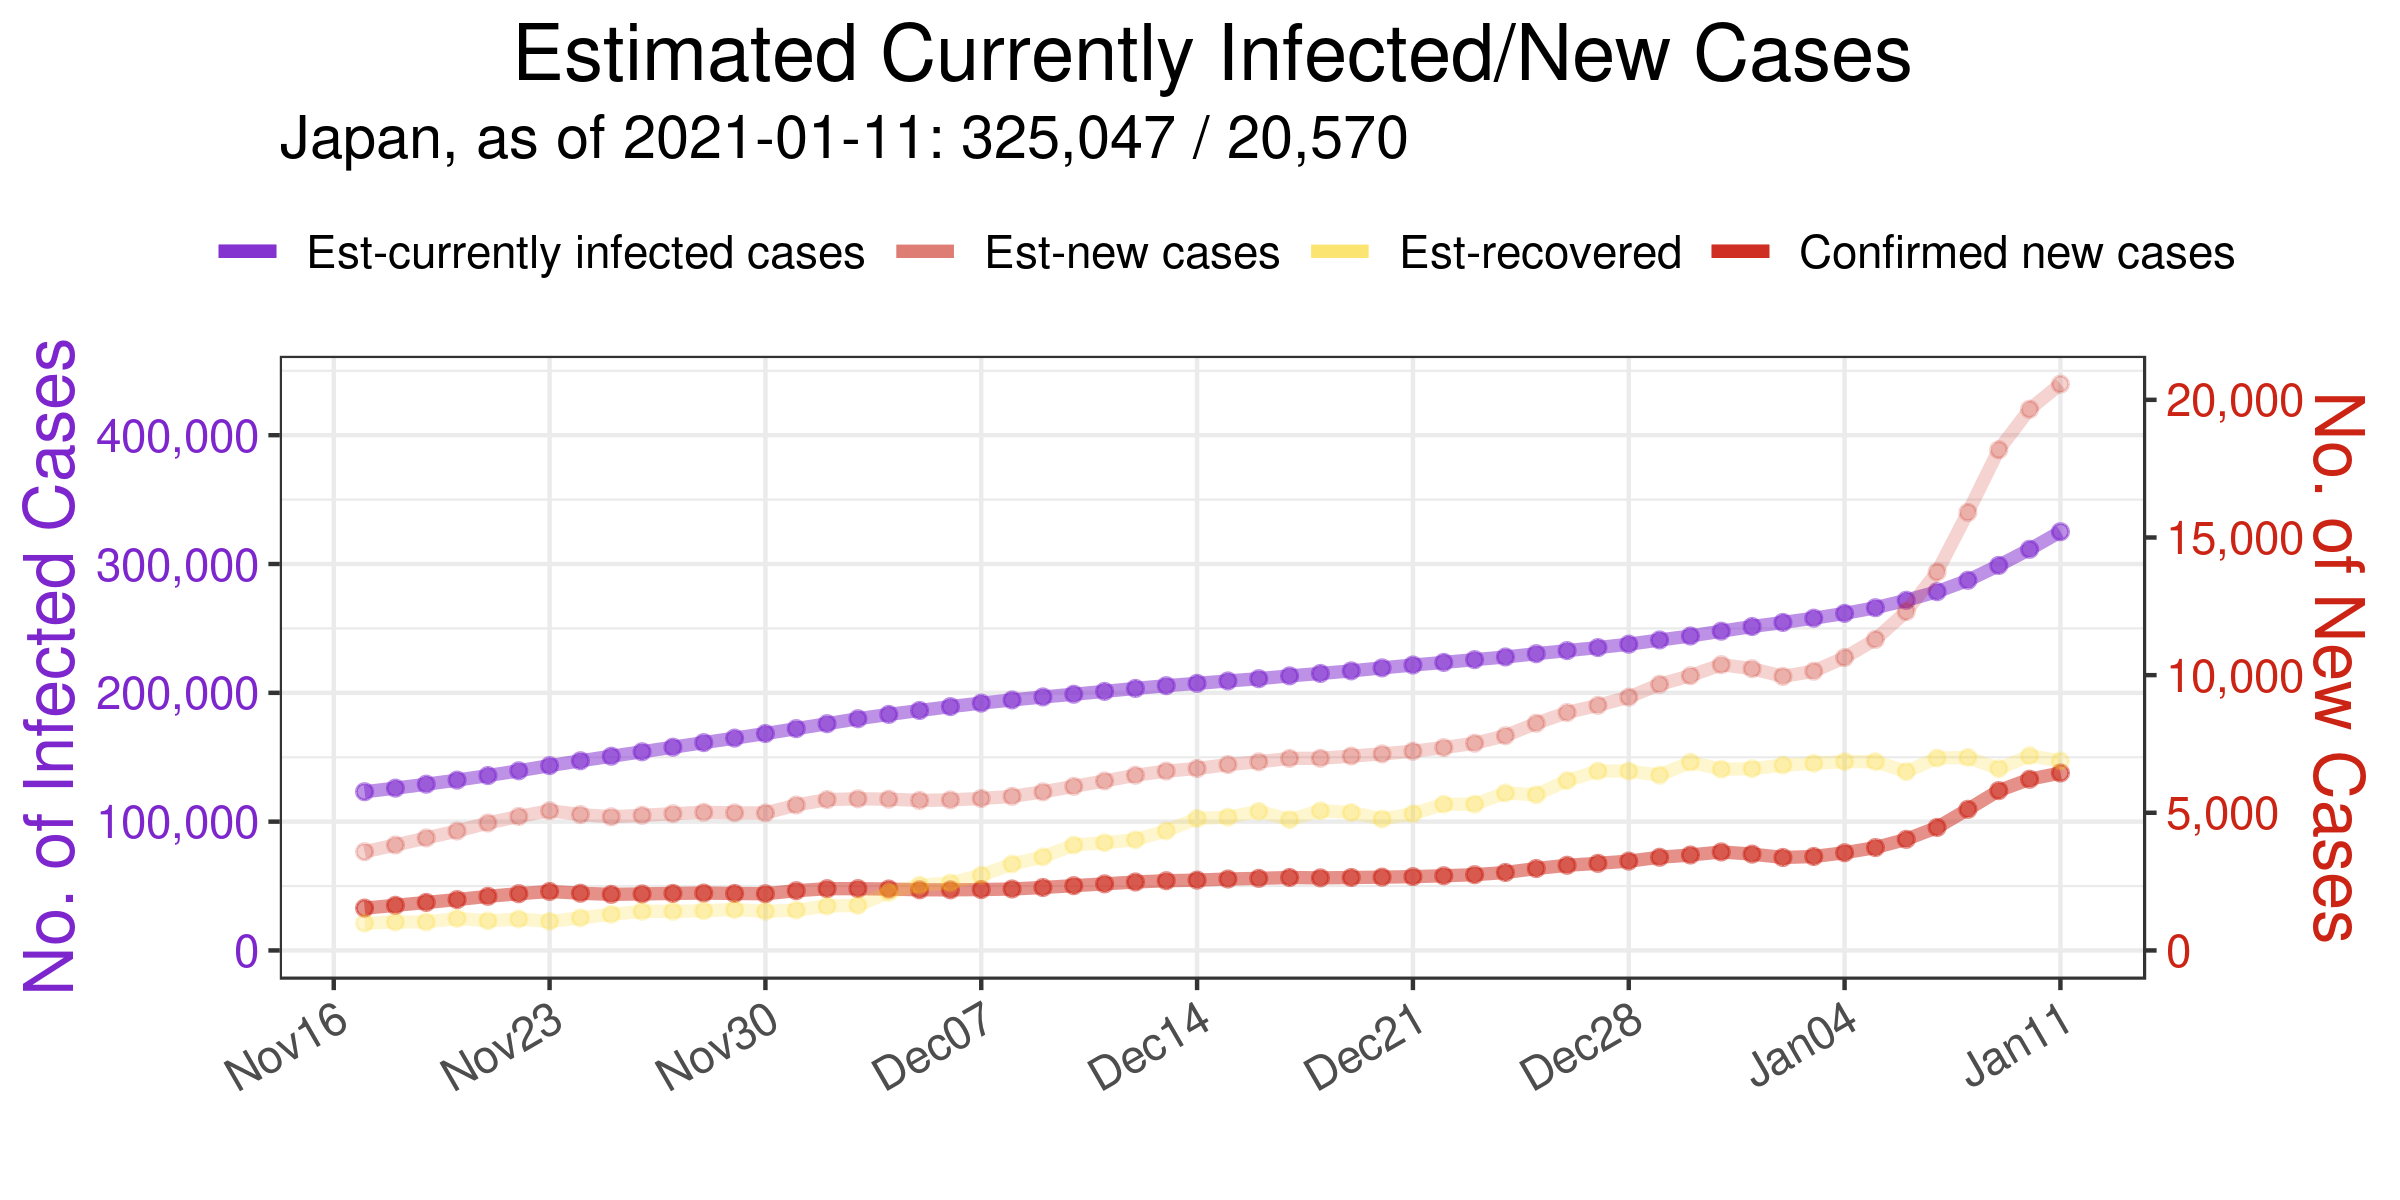 Estimated Currently Infected/New Cases
Japan, as of 2021-01-11: 325,047 / 20,570
Est-currently infected cases Est-new cases Est-recovered Confirmed new cases
No. of Infected Cases
400,000
300,000
200,000
100,000
0
20,000
15,000
10,000
5,000
0
No. of New Cases
Nov16 Nov23 Nov30 Dec07 Dec14 Dec21 Dec28 Jan04 Jan11